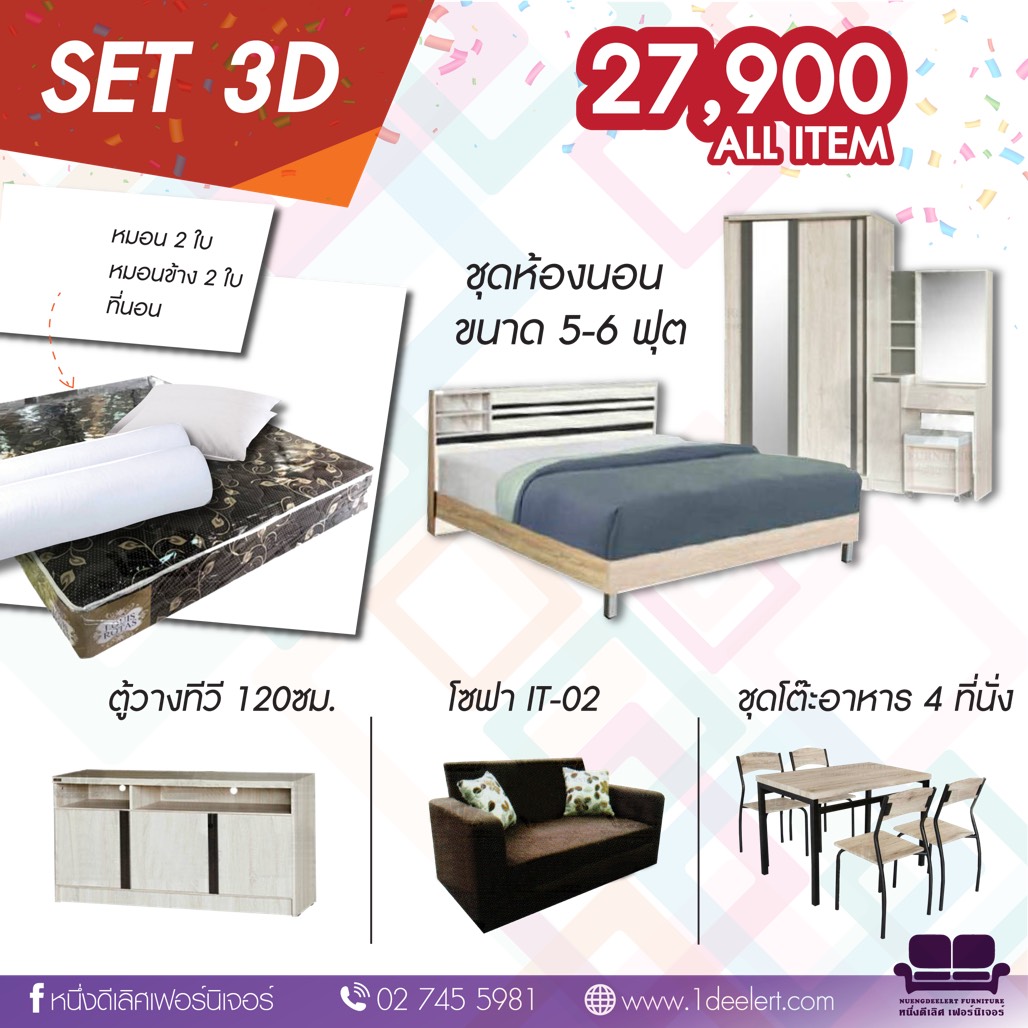 SET 3D
27,900
ALL ITEM
หมอน 2 ใบ
หมอนข้าง 2 ใบ
ที่นอน
ชุดห้องนอน
ขนาด 5-6 ฟุต
LOUIS
ROTAS
ตู้วางทีวี 120ซม.
โซฟา IT-02
ชุดโต๊ะอาหาร 4 ที่นั่ง
f หนึ่งดีเลิศเฟอร์นิเจอร์
02 745 5981
www.1deelert.com
NUENGDEELERT FURNITURE
หนึ่งดีเลิศ เฟอร์นิเจอร์